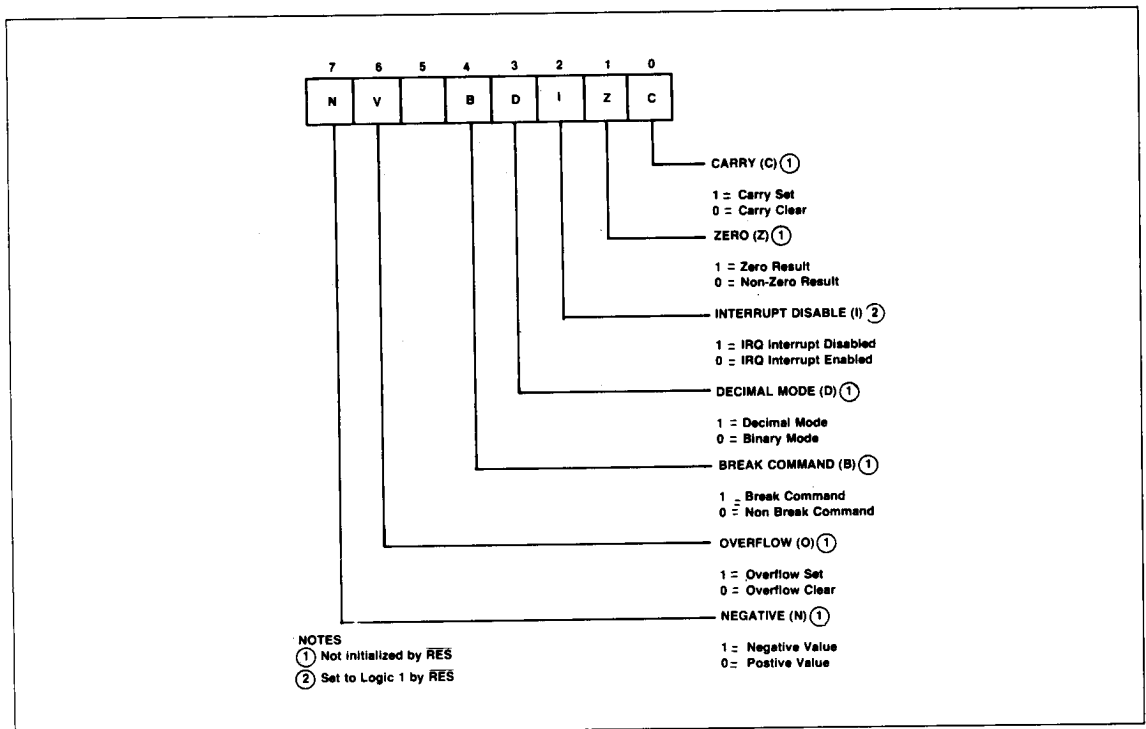 7 6 5 4 3 2 1 0
N V B D I Z C
CARRY (C) ①
1 = Carry Set
0 = Carry Clear
ZERO (Z) ①
1 = Zero Result
0 = Non-Zero Result
INTERRUPT DISABLE (I) ②
1 = IRQ Interrupt Disabled
0 = IRQ Interrupt Enabled
DECIMAL MODE (D) ①
1 = Decimal Mode
0 = Binary Mode
BREAK COMMAND (B) ①
1 = Break Command
0 = Non Break Command
OVERFLOW (O) ①
1 = Overflow Set
0 = Overflow Clear
NEGATIVE (N) ①
1 = Negative Value
0 = Postive Value
NOTES
① Not initialized by R̅E̅S̅
② Set to Logic 1 by R̅E̅S̅